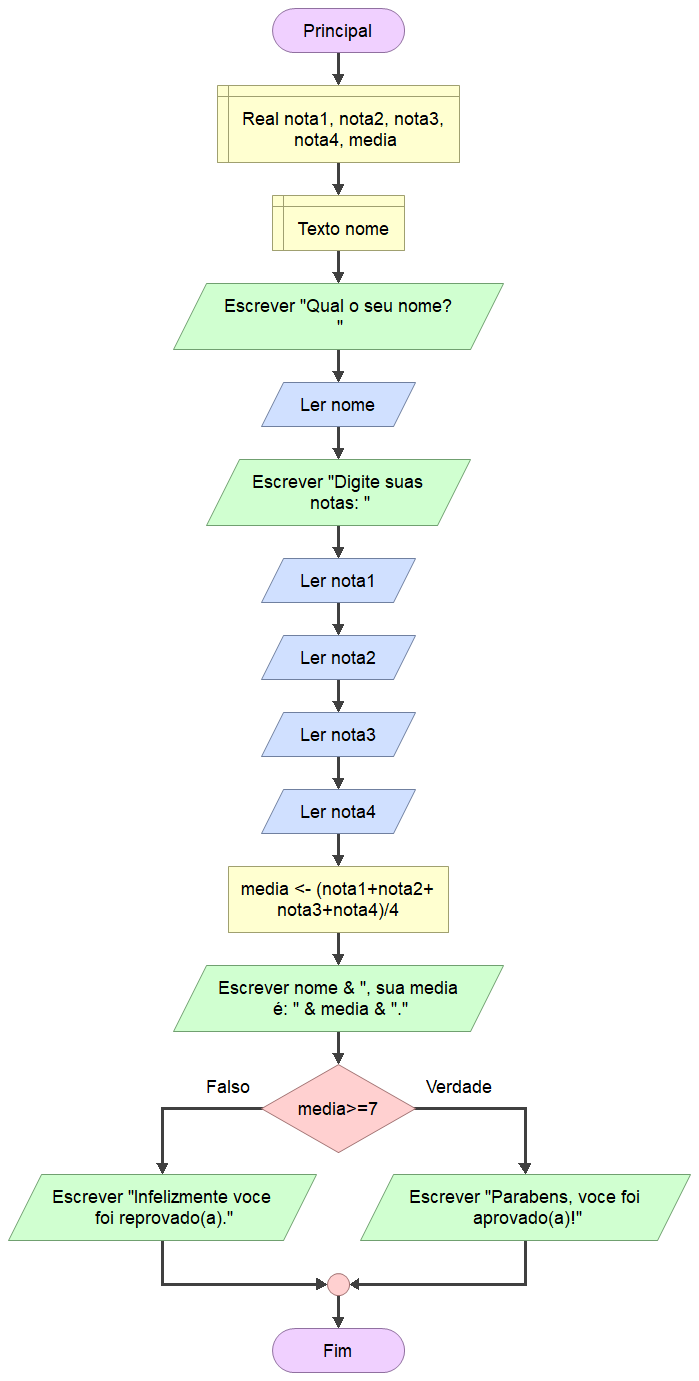 Principal
Real nota1, nota2, nota3,
nota4, media
Texto nome
Escrever "Qual o seu nome?
"
Ler nome
Escrever "Digite suas
notas: "
Ler nota1
Ler nota2
Ler nota3
Ler nota4
media <- (nota1+nota2+
nota3+nota4)/4
Escrever nome & ", sua media
é: " & media & "."
Falso
Verdade
media>=7
Escrever "Infelizmente voce
foi reprovado(a)."
Escrever "Parabens, voce foi
aprovado(a)!"
Fim